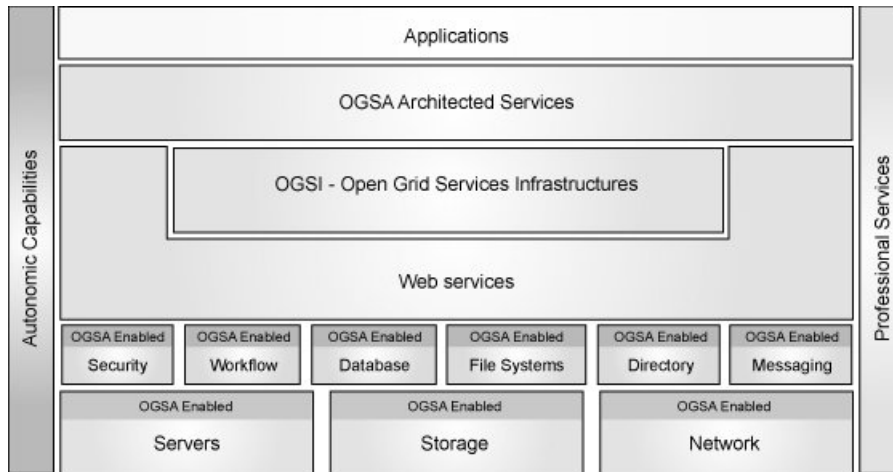 Applications
OGSA Architected Services
OGSI - Open Grid Services Infrastructures
Web services
Autonomic Capabilities
Professional Services
OGSA Enabled
Security
OGSA Enabled
Workflow
OGSA Enabled
Database
OGSA Enabled
File Systems
OGSA Enabled
Directory
OGSA Enabled
Messaging
OGSA Enabled
Servers
OGSA Enabled
Storage
OGSA Enabled
Network